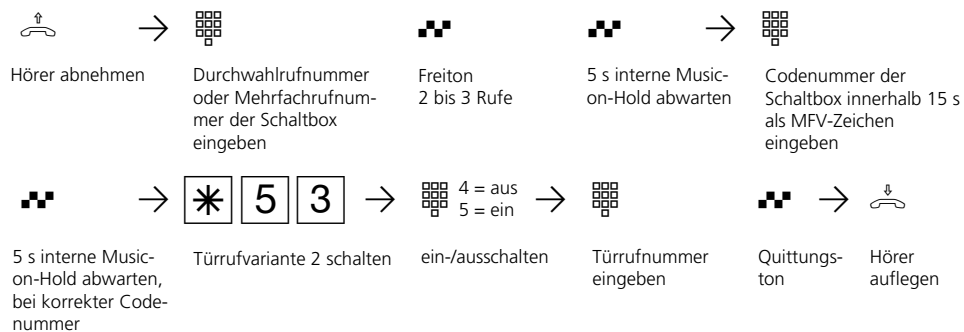 Hörer abnehmen
Durchwahlrufnummer
oder Mehrfachrufnum-
mer der Schaltbox
eingeben
Freiton
2 bis 3 Rufe
5 s interne Music-
on-Hold abwarten
Codenummer der
Schaltbox innerhalb 15 s
als MFV-Zeichen
eingeben
* 5 3
4 = aus
5 = ein
5 s interne Music-
on-Hold abwarten,
bei korrekter Code-
nummer
Türrufvariante 2 schalten
ein-/ausschalten
Türrufnummer
eingeben
Quittungs-
ton
Hörer
auflegen